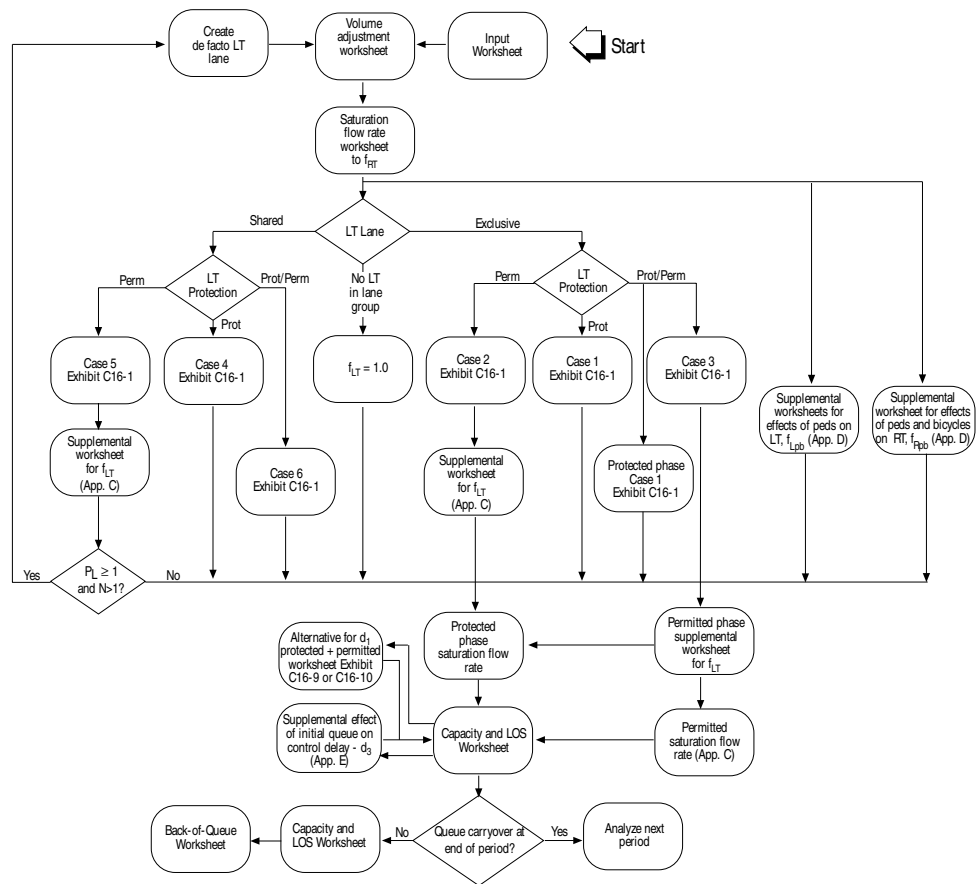 Create
de facto LT
lane
Volume
adjustment
worksheet
Input
Worksheet
Start
Saturation
flow rate
worksheet
to fRT
Shared
LT Lane
Exclusive
Perm
LT
Protection
Prot/Perm
Prot
No LT
in lane
group
Perm
LT
Protection
Prot/Perm
Prot
Case 5
Exhibit C16-1
Case 4
Exhibit C16-1
fLT = 1.0
Case 2
Exhibit C16-1
Case 1
Exhibit C16-1
Case 3
Exhibit C16-1
Supplemental
worksheets for
effects of peds on
LT, fLpb (App. D)
Supplemental
worksheet for effects
of peds and bicycles
on RT, fRpb (App. D)
Supplemental
worksheet
for fLT
(App. C)
Case 6
Exhibit C16-1
Supplemental
worksheet
for fLT
(App. C)
Protected phase
Case 1
Exhibit C16-1
Yes
PL ≥ 1
and N>1?
No
Alternative for d1
protected + permitted
worksheet Exhibit
C16-9 or C16-10
Protected
phase
saturation flow
rate
Permitted phase
supplemental
worksheet
for fLT
Supplemental effect
of initial queue on
control delay - d3
(App. E)
Capacity and LOS
Worksheet
Permitted
saturation flow
rate (App. C)
Back-of-Queue
Worksheet
Capacity and
LOS Worksheet
No
Queue carryover at
end of period?
Yes
Analyze next
period